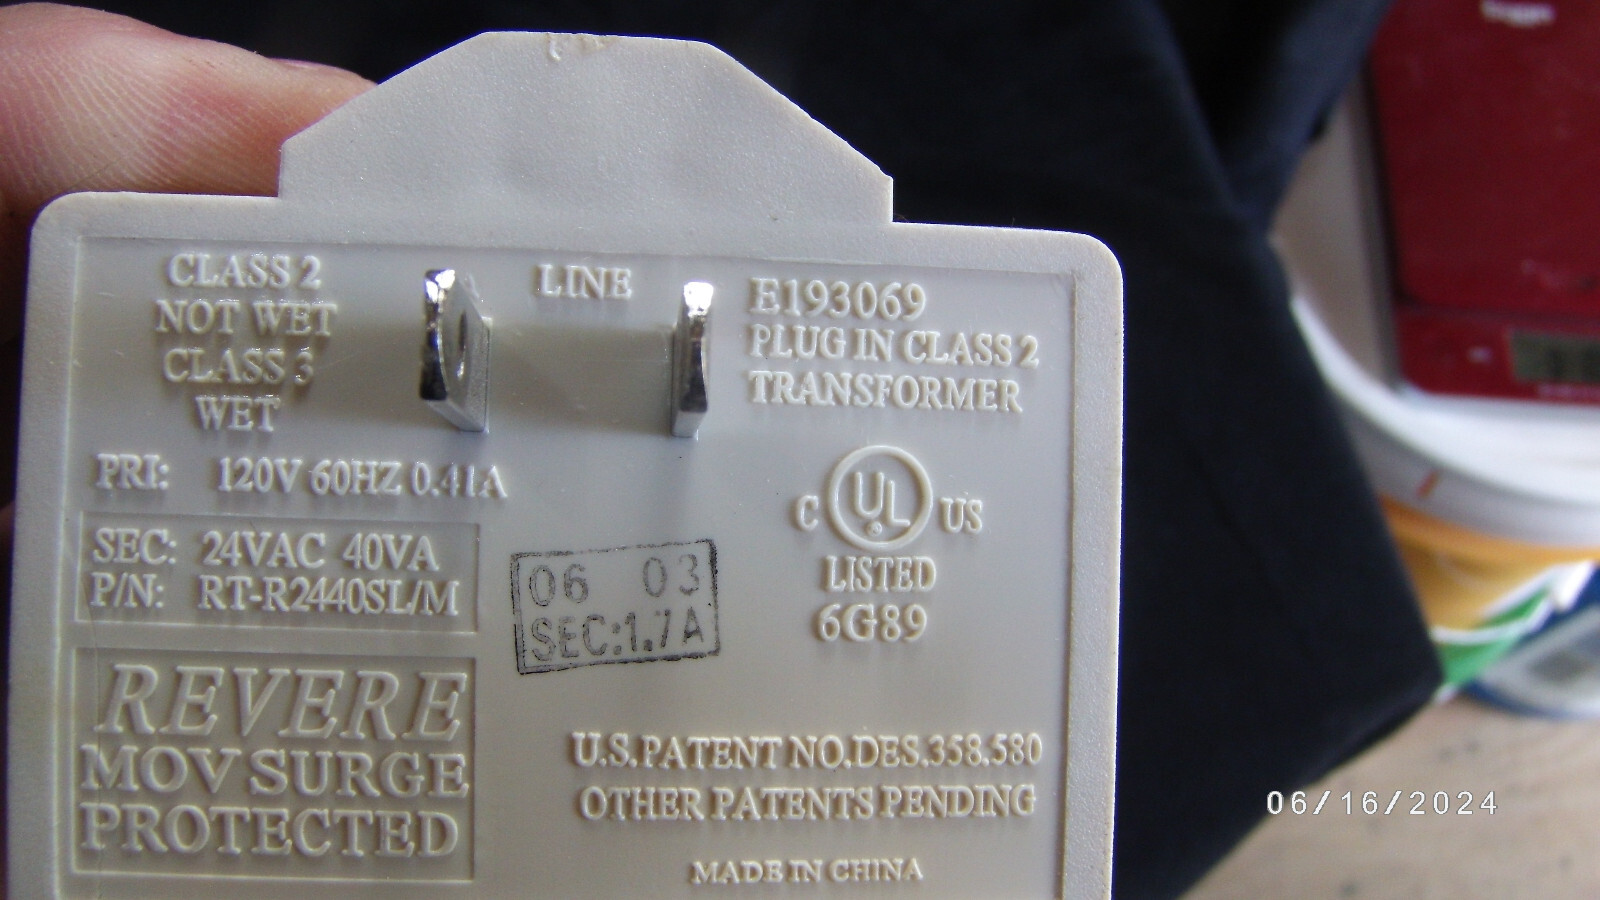 CLASS 2
NOT WET
CLASS 3
WET
LINE
E193069
PLUG IN CLASS 2
TRANSFORMER
PRI: 120V 60HZ 0.41A
SEC: 24VAC 40VA
P/N: RT-R2440SL/M
C UL US
LISTED
6G89
06 03
SEC:1.7A
REVERE
MOV SURGE
PROTECTED
U.S.PATENT NO.DES.358.580
OTHER PATENTS PENDING
MADE IN CHINA
06/16/2024